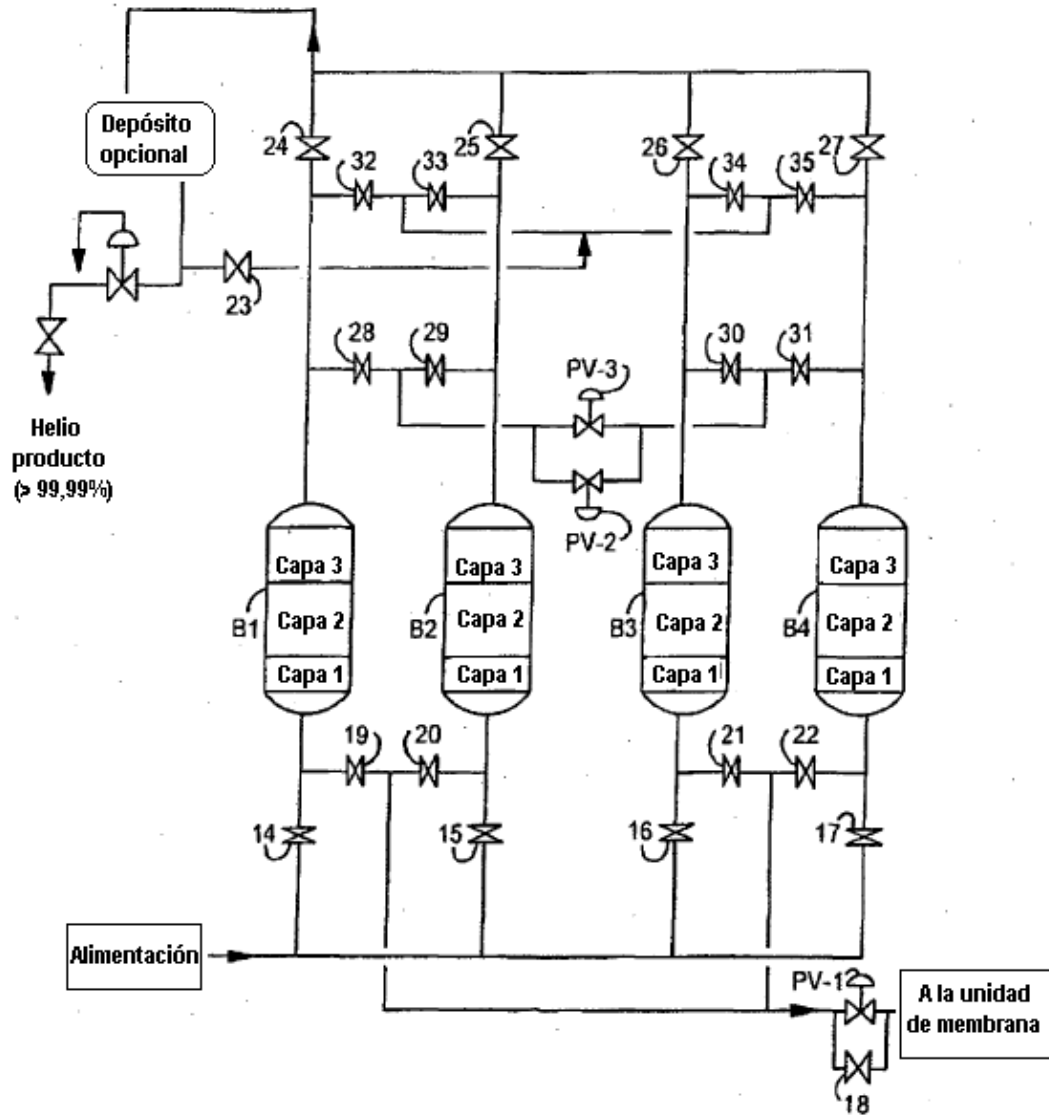 Depósito
opcional
24
25
26
27
32
33
34
35
23
28
29
30
31
PV-3
PV-2
Helio
producto
(> 99,99%)
Capa 3
Capa 3
Capa 3
Capa 3
B1
Capa 2
B2
Capa 2
B3
Capa 2
B4
Capa 2
Capa 1
Capa 1
Capa 1
Capa 1
19
20
21
22
14
15
16
17
Alimentación
PV-1
A la unidad
de membrana
18